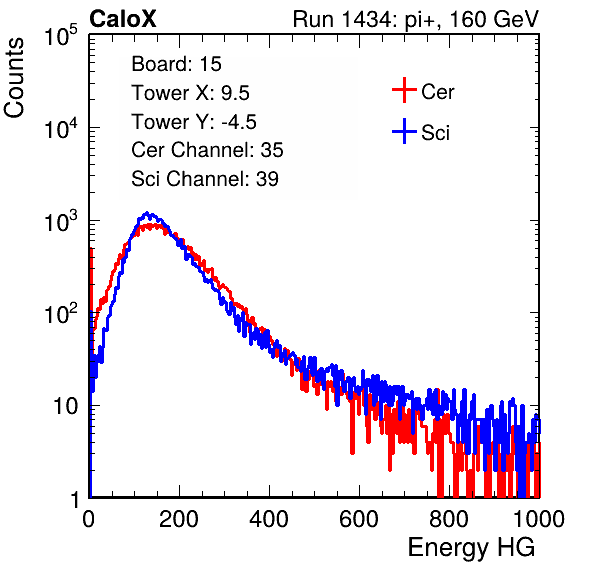 CaloX Run 1434: pi+, 160 GeV
Counts
10^5
10^4
10^3
10^2
10
1
Board: 15
Tower X: 9.5
Tower Y: -4.5
Cer Channel: 35
Sci Channel: 39
Cer
Sci
0 200 400 600 800 1000
Energy HG